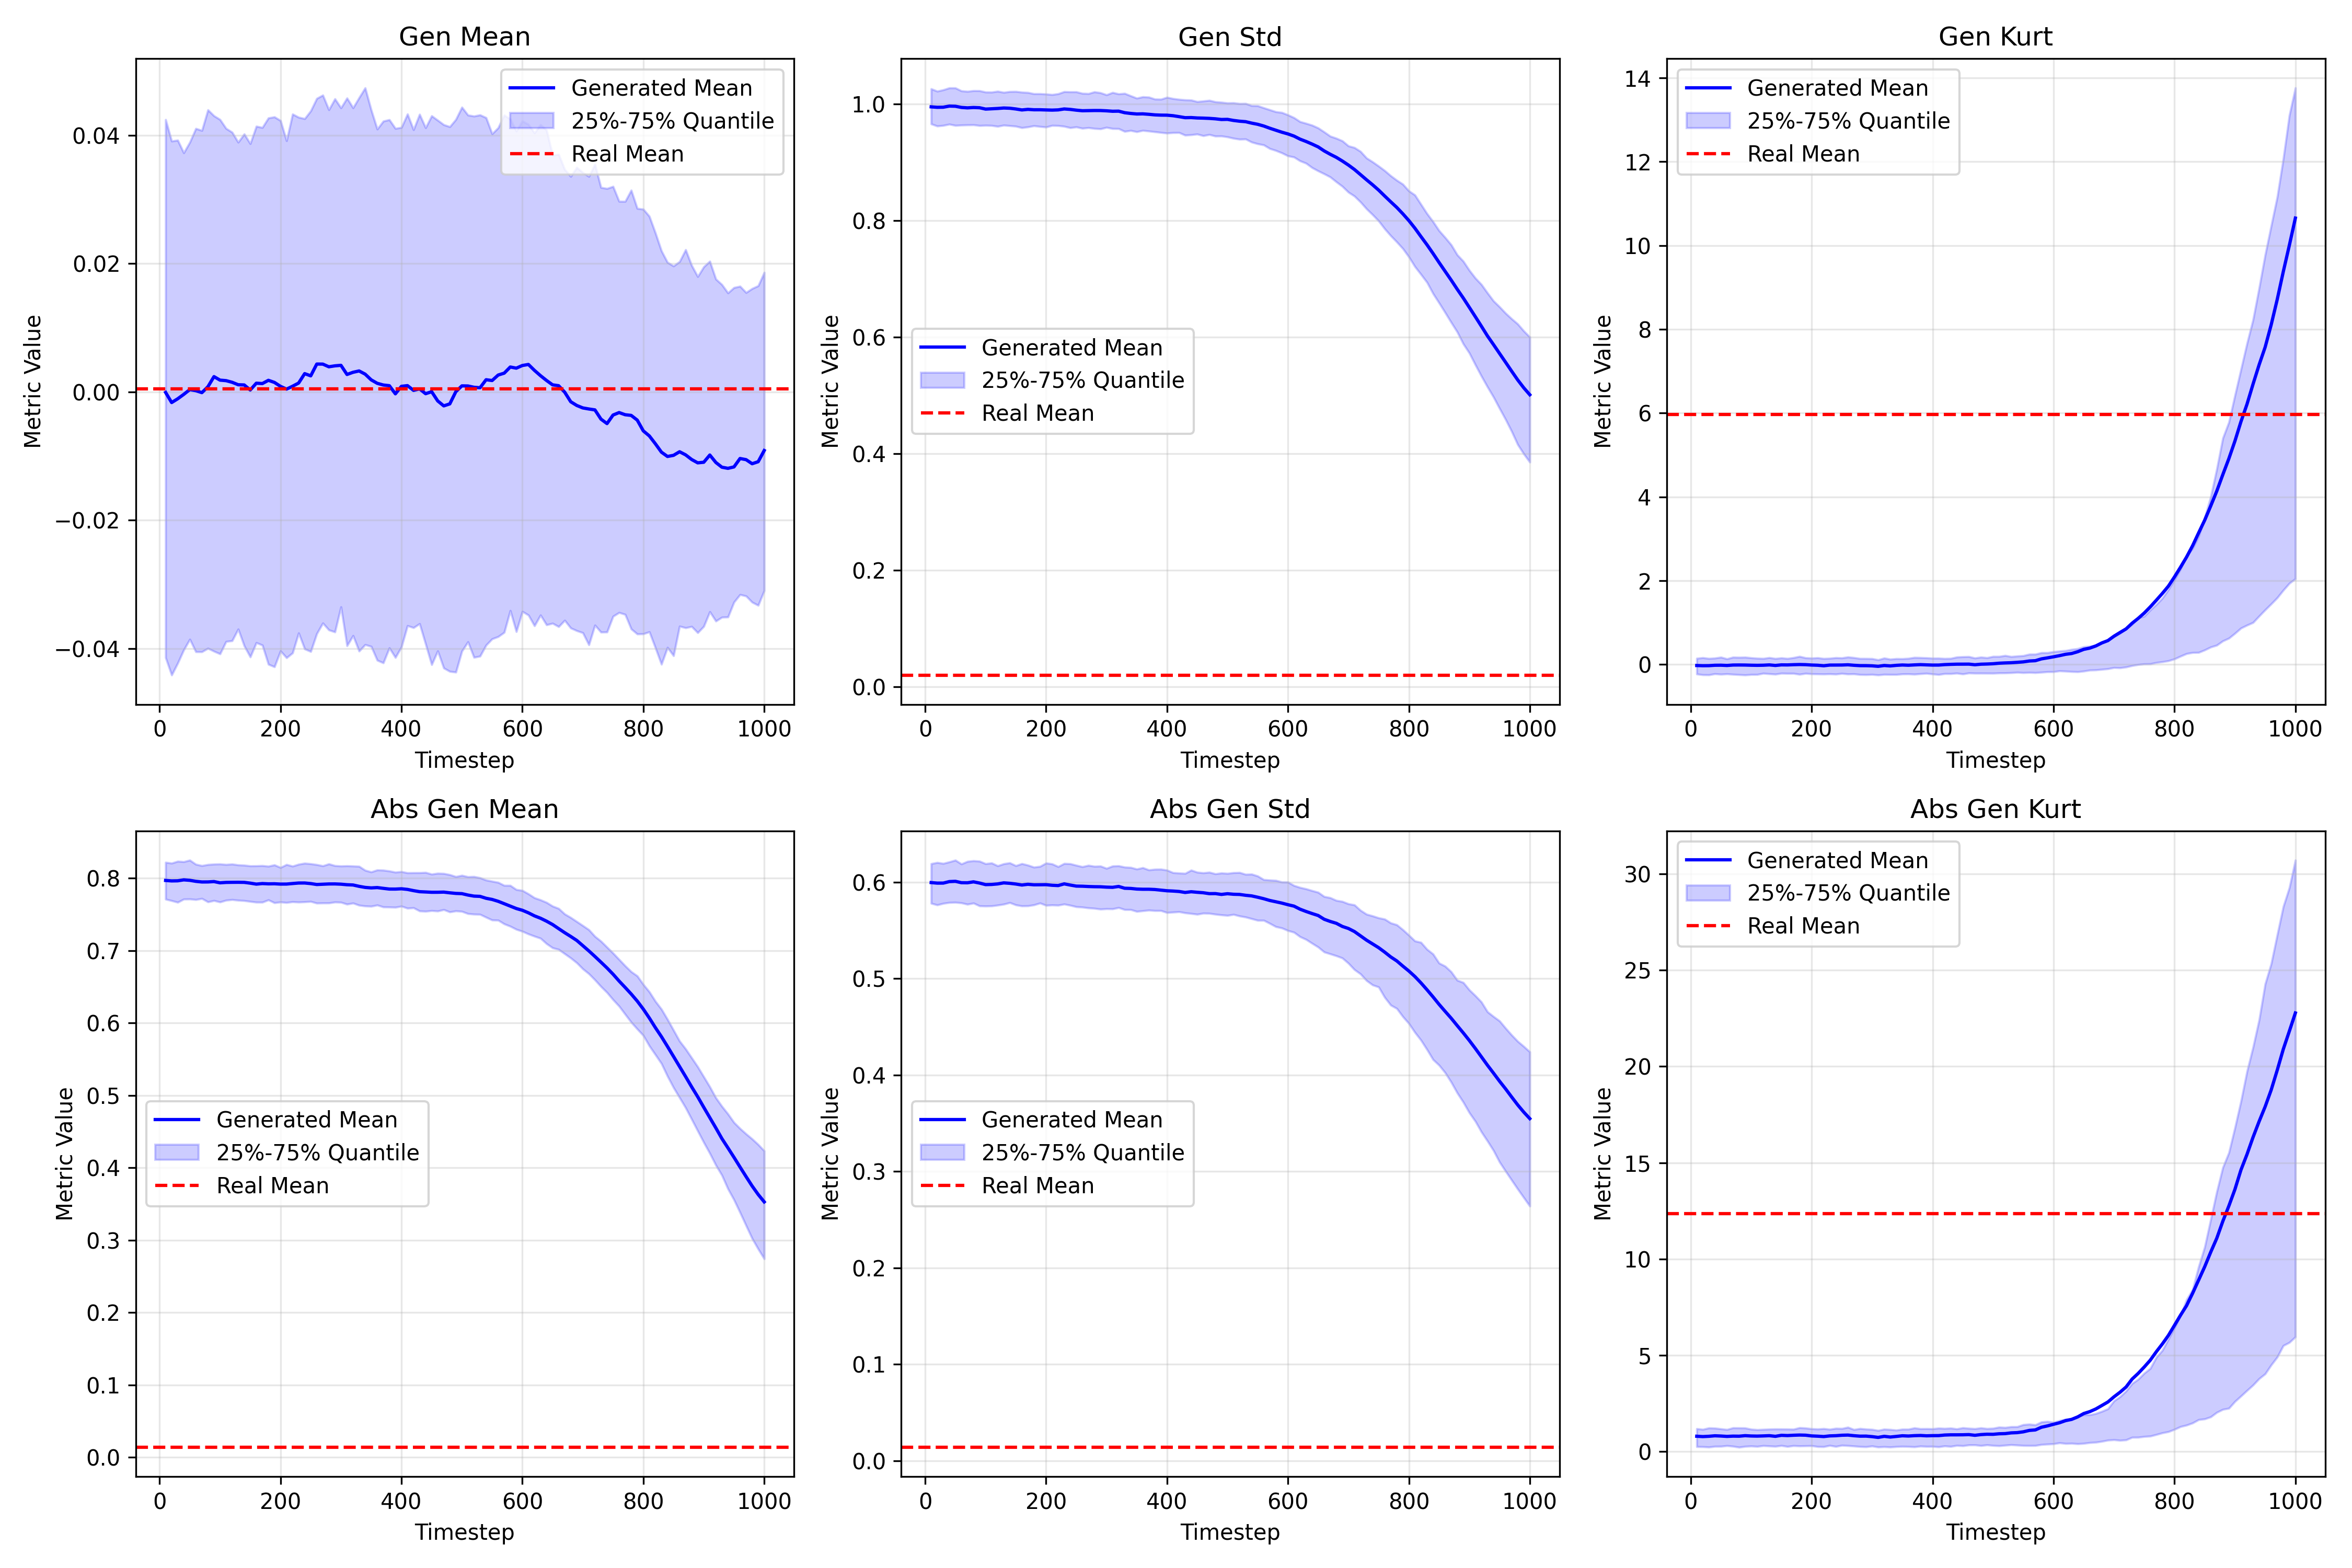 Gen Mean
Metric Value
0.04
0.02
0.00
−0.02
−0.04
Generated Mean
25%-75% Quantile
Real Mean
0 200 400 600 800 1000
Timestep
Gen Std
Metric Value
1.0
0.8
0.6
0.4
0.2
0.0
Generated Mean
25%-75% Quantile
Real Mean
0 200 400 600 800 1000
Timestep
Gen Kurt
Metric Value
14
12
10
8
6
4
2
0
Generated Mean
25%-75% Quantile
Real Mean
0 200 400 600 800 1000
Timestep
Abs Gen Mean
Metric Value
0.8
0.7
0.6
0.5
0.4
0.3
0.2
0.1
0.0
Generated Mean
25%-75% Quantile
Real Mean
0 200 400 600 800 1000
Timestep
Abs Gen Std
Metric Value
0.6
0.5
0.4
0.3
0.2
0.1
0.0
Generated Mean
25%-75% Quantile
Real Mean
0 200 400 600 800 1000
Timestep
Abs Gen Kurt
Metric Value
30
25
20
15
10
5
0
Generated Mean
25%-75% Quantile
Real Mean
0 200 400 600 800 1000
Timestep